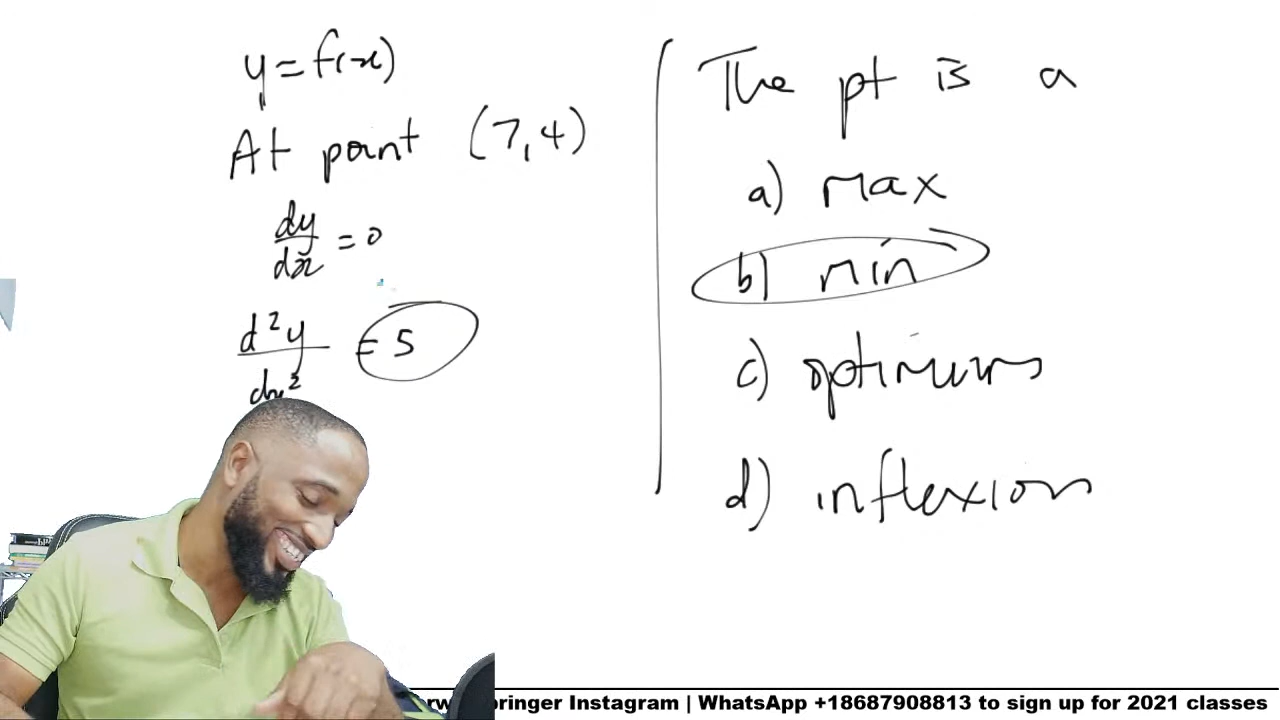 y = f(x)
At point (7,4)
dy/dx = 0
d²y/dx² = 5
The pt is a
a) max
b) min
c) optimum
d) inflexion
pringer Instagram | WhatsApp +18687908813 to sign up for 2021 classes